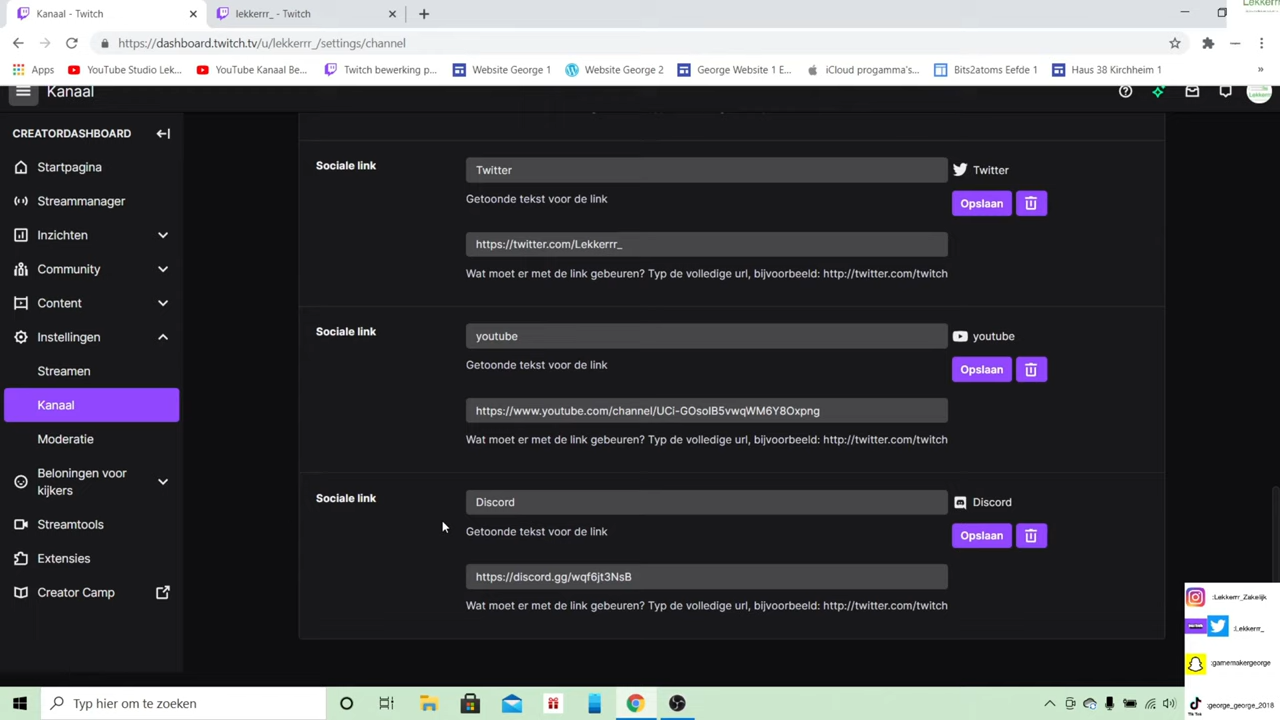 Kanaal - Twitch
lekkerrr_ - Twitch
https://dashboard.twitch.tv/u/lekkerrr_/settings/channel
Apps
YouTube Studio Lek...
YouTube Kanaal Be...
Twitch bewerking p...
Website George 1
Website George 2
George Website 1 E...
iCloud progamma's...
Bits2atoms Eefde 1
Haus 38 Kirchheim 1
»
Kanaal
CREATORDASHBOARD
Startpagina
Streammanager
Inzichten
Community
Content
Instellingen
Streamen
Kanaal
Moderatie
Beloningen voor
kijkers
Streamtools
Extensies
Creator Camp
Sociale link
Twitter
Twitter
Getoonde tekst voor de link
Opslaan
https://twitter.com/Lekkerrr_
Wat moet er met de link gebeuren? Typ de volledige url, bijvoorbeeld: http://twitter.com/twitch
Sociale link
youtube
youtube
Getoonde tekst voor de link
Opslaan
https://www.youtube.com/channel/UCi-GOsoIB5vwqWM6Y8Oxpng
Wat moet er met de link gebeuren? Typ de volledige url, bijvoorbeeld: http://twitter.com/twitch
Sociale link
Discord
Discord
Getoonde tekst voor de link
Opslaan
https://discord.gg/wqf6jt3NsB
Wat moet er met de link gebeuren? Typ de volledige url, bijvoorbeeld: http://twitter.com/twitch
:Lekkerrr_Zakelijk
:Lekkerrr_
:gamemakergeorge
:george_george_2018
Typ hier om te zoeken